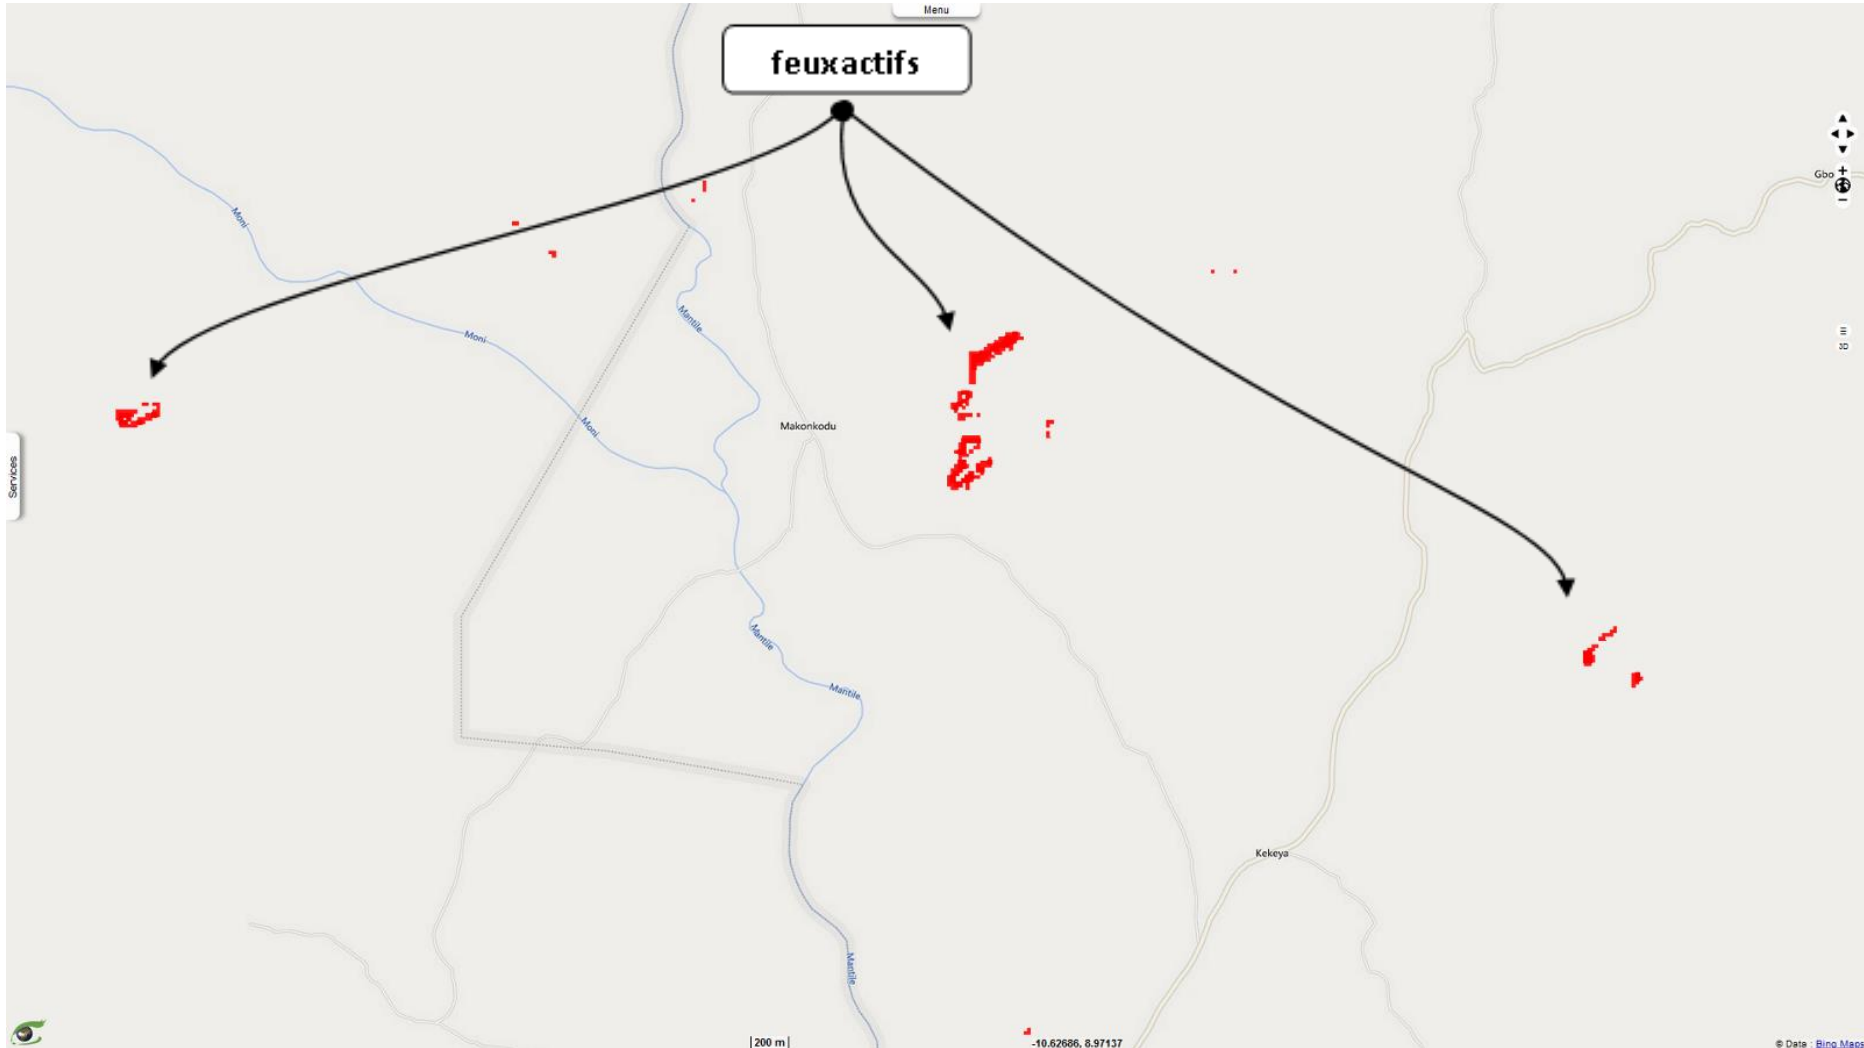 Menu
feuxactifs
Gbo
+
−
Moni
Mantile
Moni
3D
Makonkodu
Moni
Services
Mantile
Mantile
Kekeya
Mantile
200 m
-10.62686, 8.97137
© Data : Bing Maps